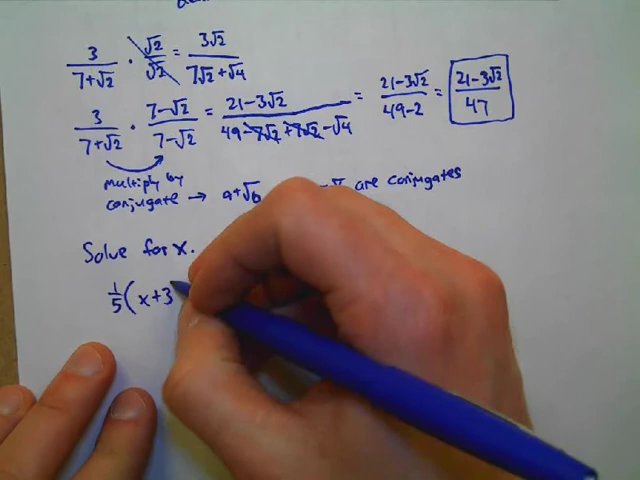 3/(7+√2) · √2/√2 = 3√2/(7√2+√4)
3/(7+√2) · (7-√2)/(7-√2) = (21-3√2)/(49-7√2+7√2-√4) = (21-3√2)/(49-2) = (21-3√2)/47
multiply by
conjugate → a+√b are conjugates
Solve for x.
1/5(x+3